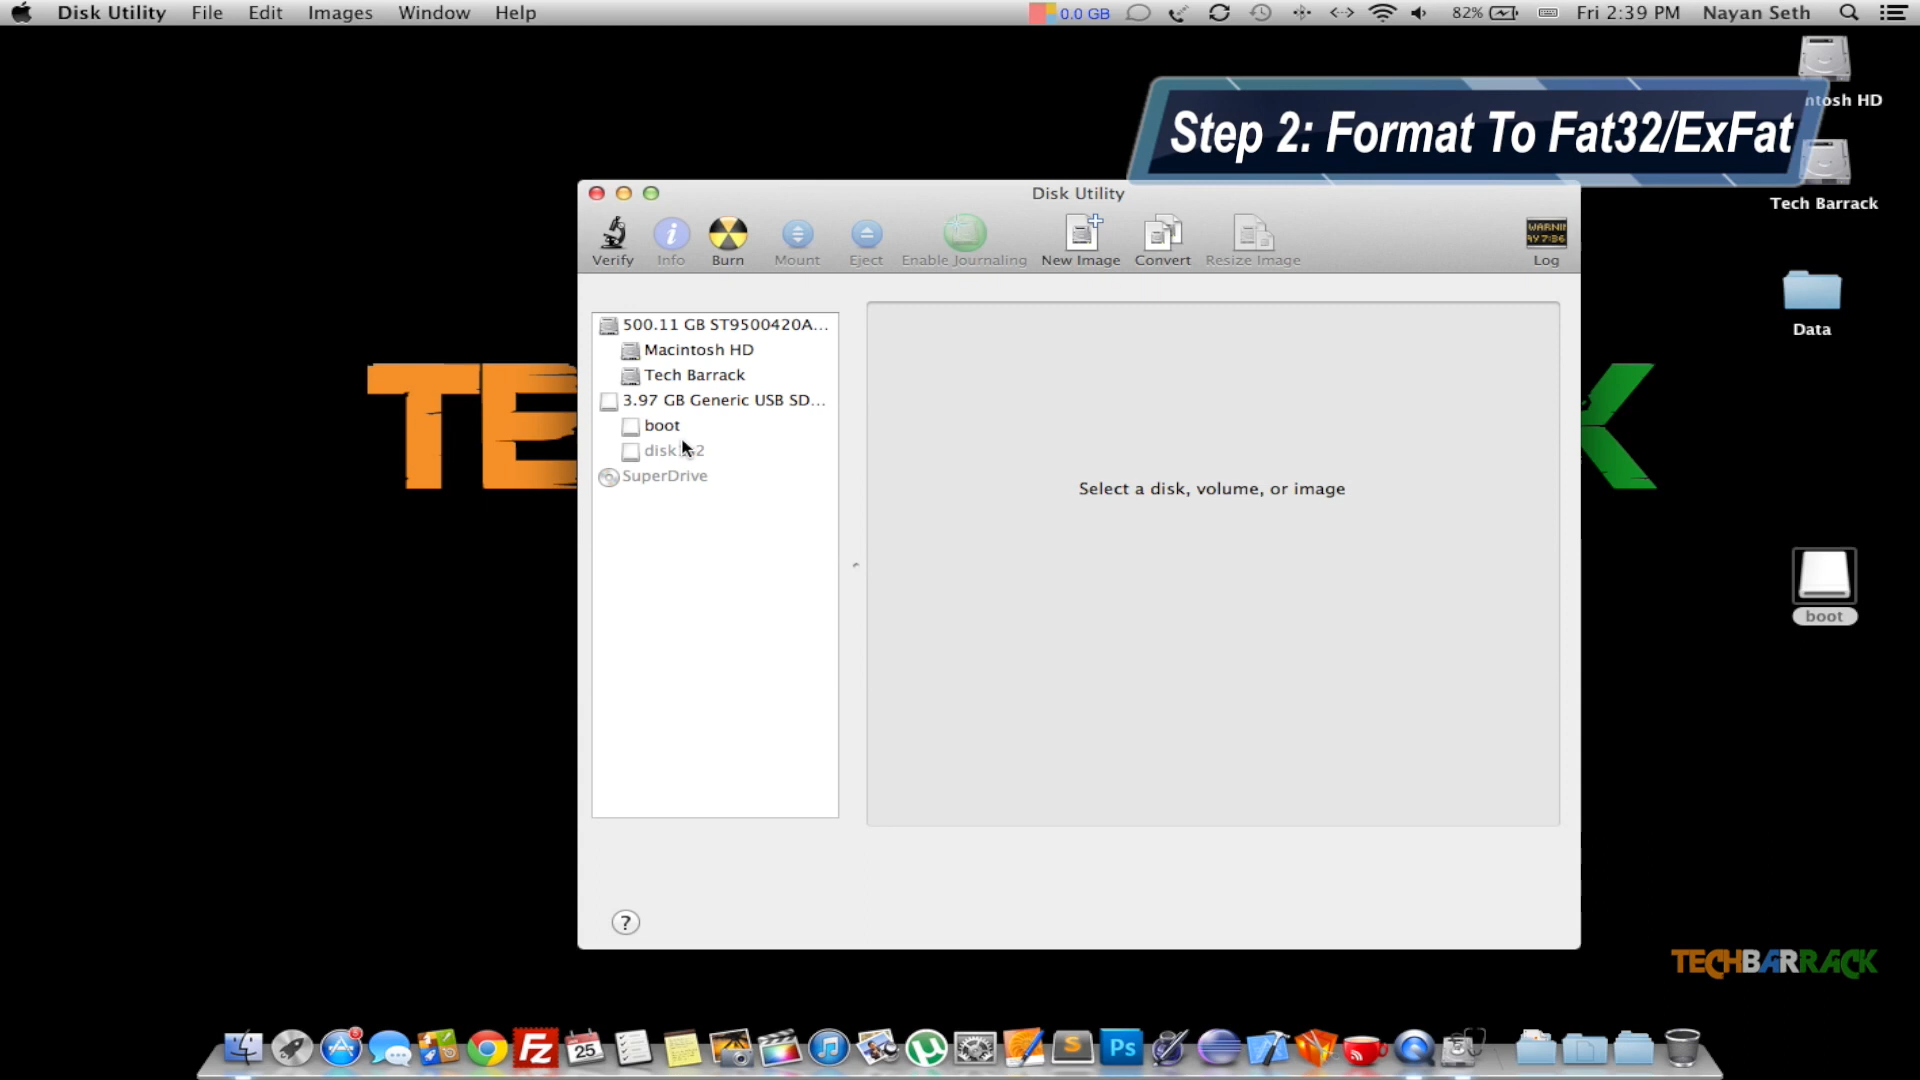 Disk Utility File Edit Images Window Help 0.0 GB 82% Fri 2:39 PM Nayan Seth
Step 2: Format To Fat32/ExFat
ntosh HD
Tech Barrack
Data
boot
Disk Utility
Verify Info Burn Mount Eject Enable Journaling New Image Convert Resize Image Log
500.11 GB ST9500420A...
Macintosh HD
Tech Barrack
3.97 GB Generic USB SD...
boot
SuperDrive
Select a disk, volume, or image
?
TECHBARRACK
25
Fz
Ps